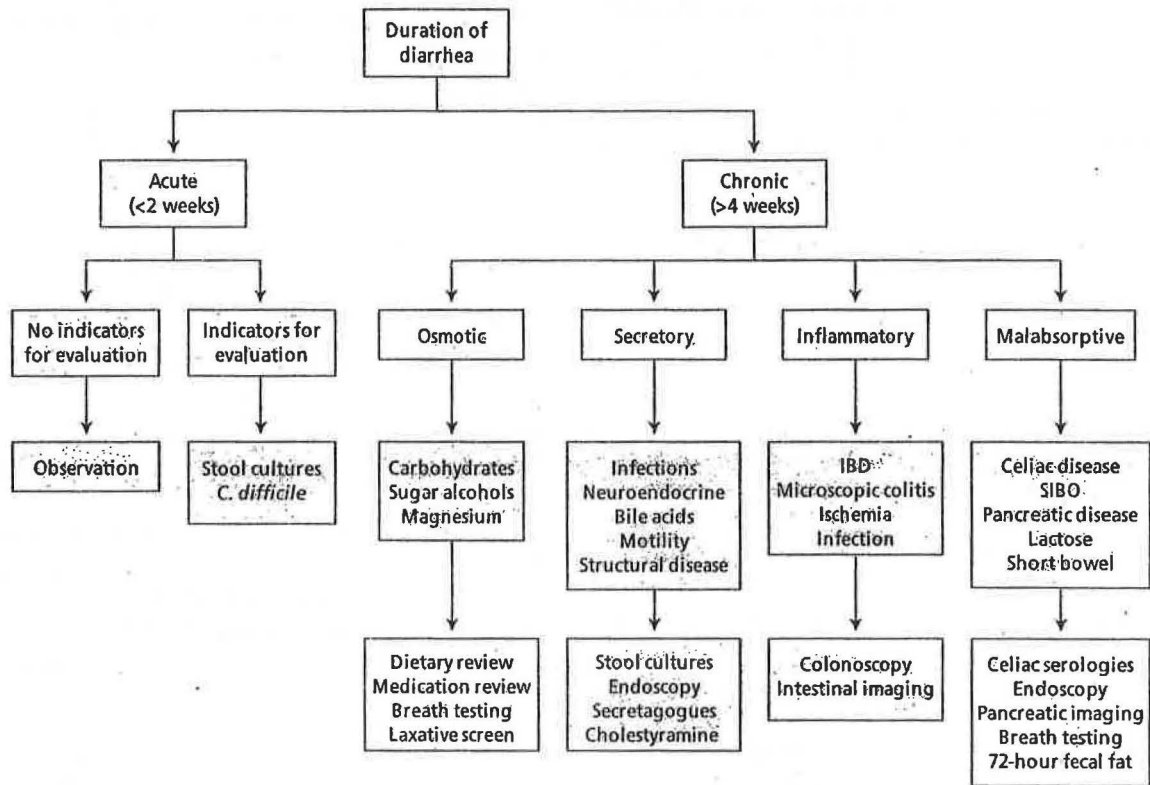 Duration of
diarrhea
Acute
(<2 weeks)
Chronic
(>4 weeks)
No indicators
for evaluation
Indicators for
evaluation
Osmotic
Secretory
Inflammatory
Malabsorptive
Observation
Stool cultures
C. difficile
Carbohydrates
Sugar alcohols
Magnesium
Infections
Neuroendocrine
Bile acids
Motility
Structural disease
IBD
Microscopic colitis
Ischemia
Infection
Celiac disease
SIBO
Pancreatic disease
Lactose
Short bowel
Dietary review
Medication review
Breath testing
Laxative screen
Stool cultures
Endoscopy
Secretagogues
Cholestyramine
Colonoscopy
Intestinal imaging
Celiac serologies
Endoscopy
Pancreatic imaging
Breath testing
72-hour fecal fat